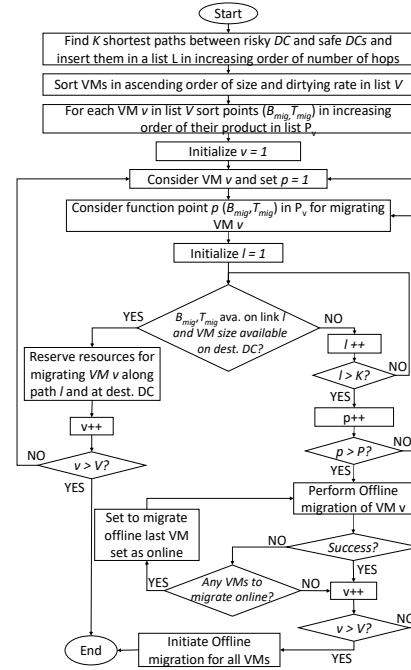 Start
Find K shortest paths between risky DC and safe DCs and
insert them in a list L in increasing order of number of hops
Sort VMs in ascending order of size and dirtying rate in list V
For each VM v in list V sort points (Bmig,Tmig) in increasing
order of their product in list Pv
Initialize v = 1
Consider VM v and set p = 1
Consider function point p (Bmig,Tmig) in Pv for migrating
VM v
Initialize l = 1
Bmig,Tmig ava. on link l
and VM size available
on dest. DC?
YES
NO
Reserve resources for
migrating VM v along
path l and at dest. DC
l ++
l > K?
YES
v++
p++
NO
v > V?
YES
p > P?
NO
YES
Perform Offline
migration of VM v
Set to migrate
offline last VM
set as online
NO
Success?
YES
YES
Any VMs to
migrate online?
NO
v++
v > V?
NO
YES
End
Initiate Offline
migration for all VMs